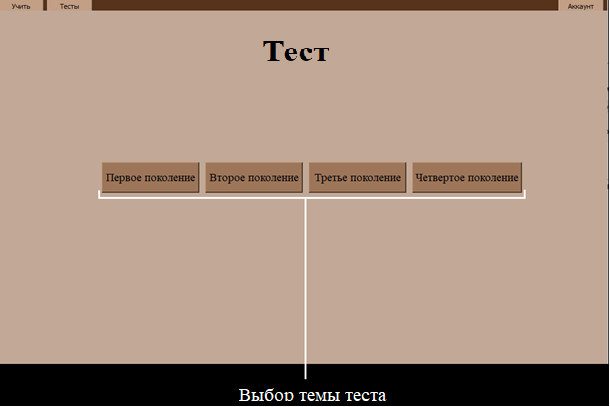 Учить Тесты Аккаунт
Тест
Первое поколение Второе поколение Третье поколение Четвертое поколение
Выбор темы теста